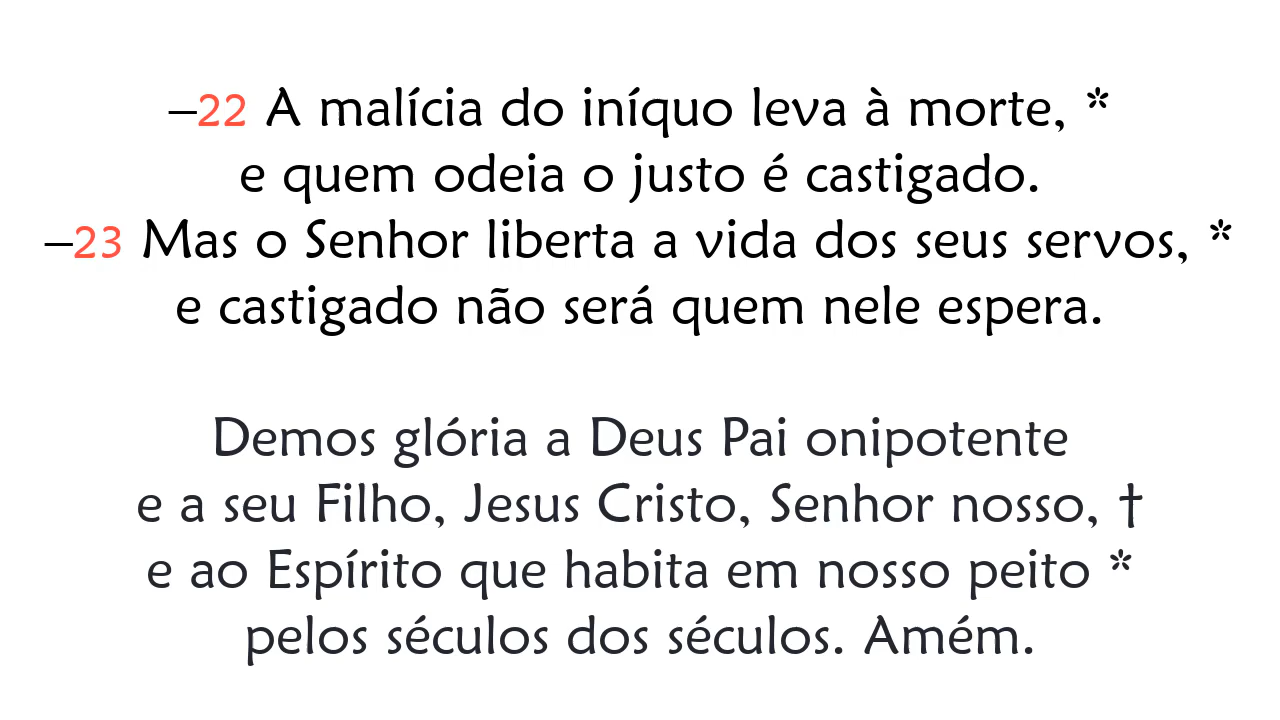 –22 A malícia do iníquo leva à morte, *
e quem odeia o justo é castigado.
–23 Mas o Senhor liberta a vida dos seus servos, *
e castigado não será quem nele espera.
Demos glória a Deus Pai onipotente
e a seu Filho, Jesus Cristo, Senhor nosso, †
e ao Espírito que habita em nosso peito *
pelos séculos dos séculos. Amém.